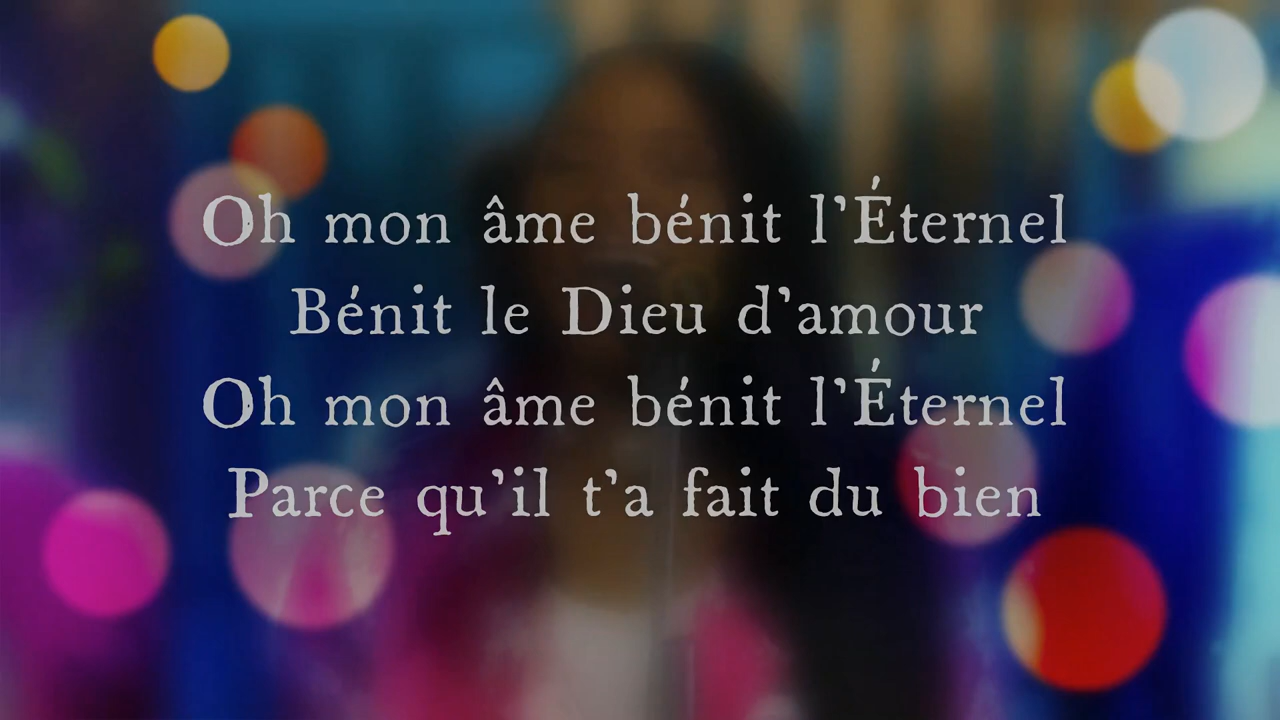 Oh mon âme bénit l’Éternel
Bénit le Dieu d’amour
Oh mon âme bénit l’Éternel
Parce qu’il t’a fait du bien